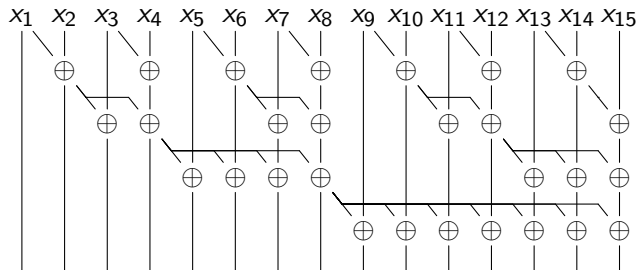 x₁ x₂ x₃ x₄ x₅ x₆ x₇ x₈ x₉ x₁₀ x₁₁ x₁₂ x₁₃ x₁₄ x₁₅